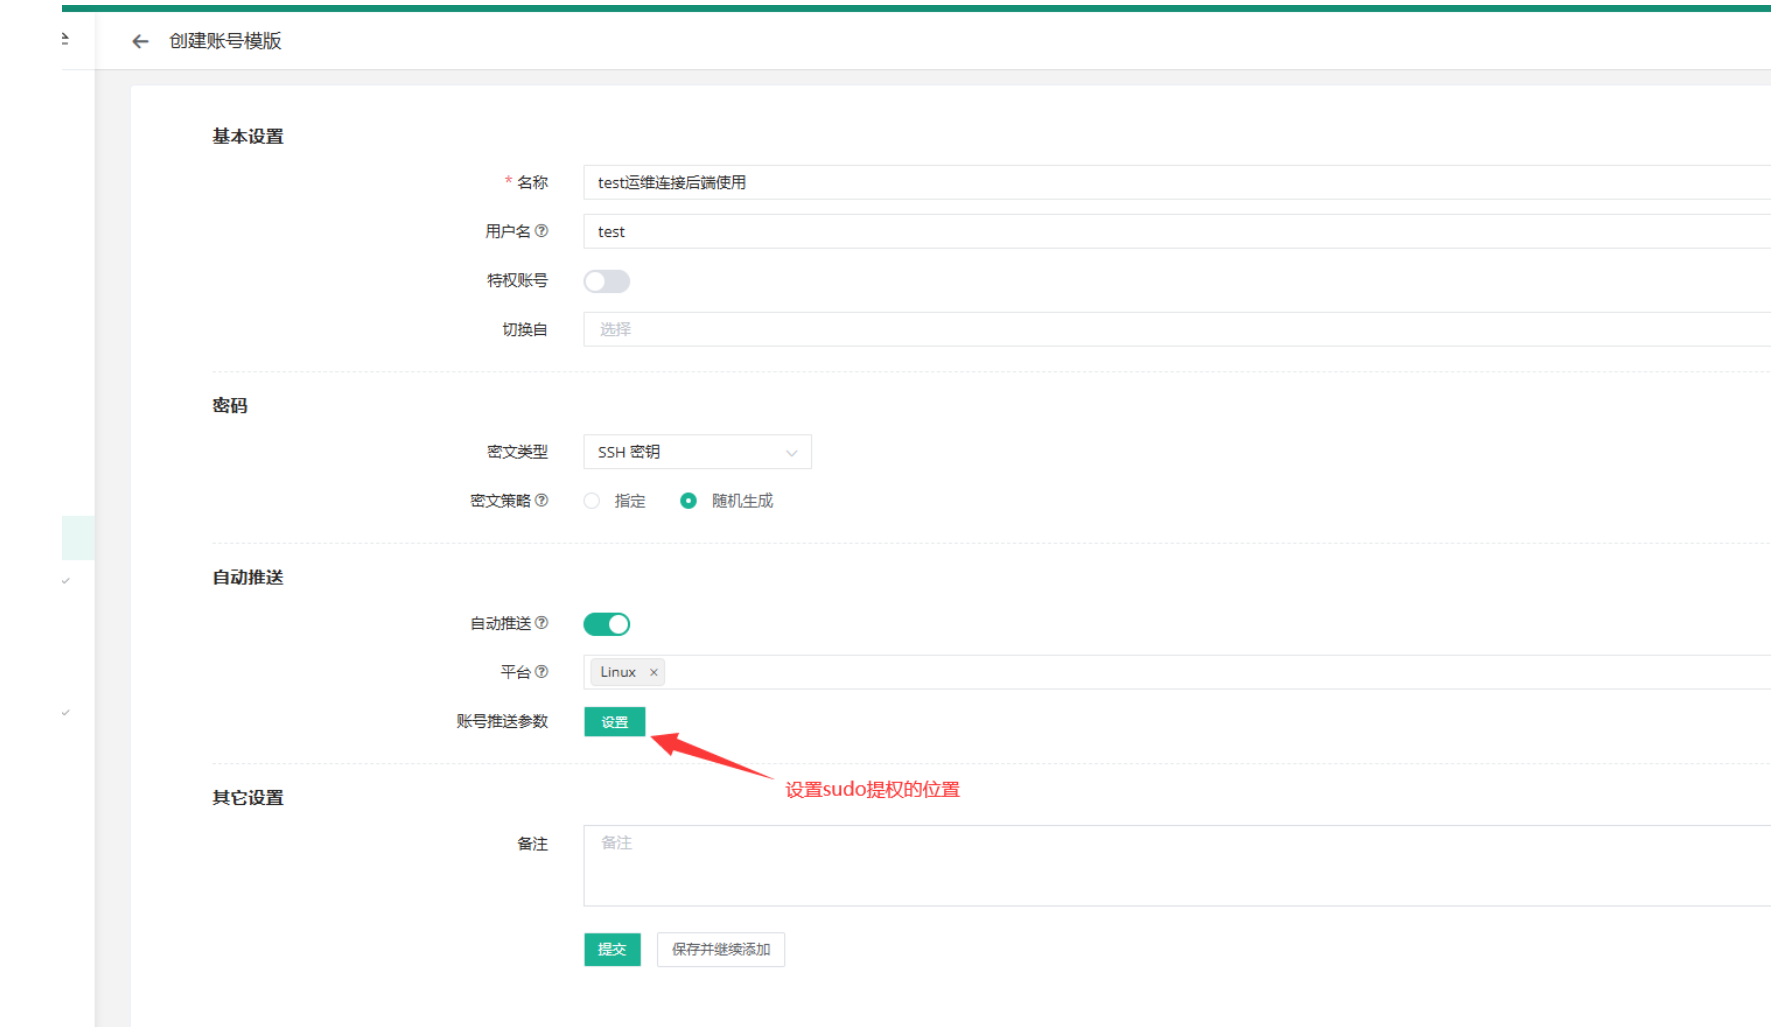 创建账号模版
基本设置
* 名称 test运维连接后端使用
用户名 test
特权账号
切换自 选择
密码
密文类型 SSH 密钥
密文策略 指定 随机生成
自动推送
自动推送
平台 Linux ×
账号推送参数 设置
设置sudo提权的位置
其它设置
备注 备注
提交 保存并继续添加